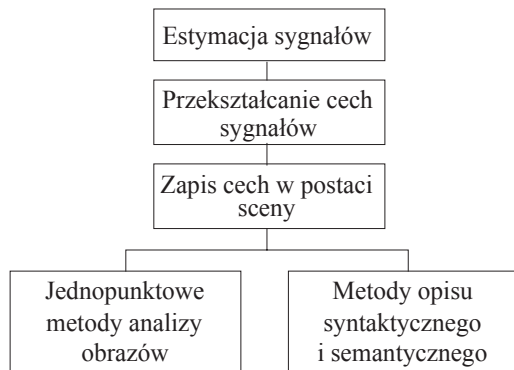 Estymacja sygnałów
Przekształcanie cech
sygnałów
Zapis cech w postaci
sceny
Jednopunktowe
metody analizy
obrazów
Metody opisu
syntaktycznego
i semantycznego